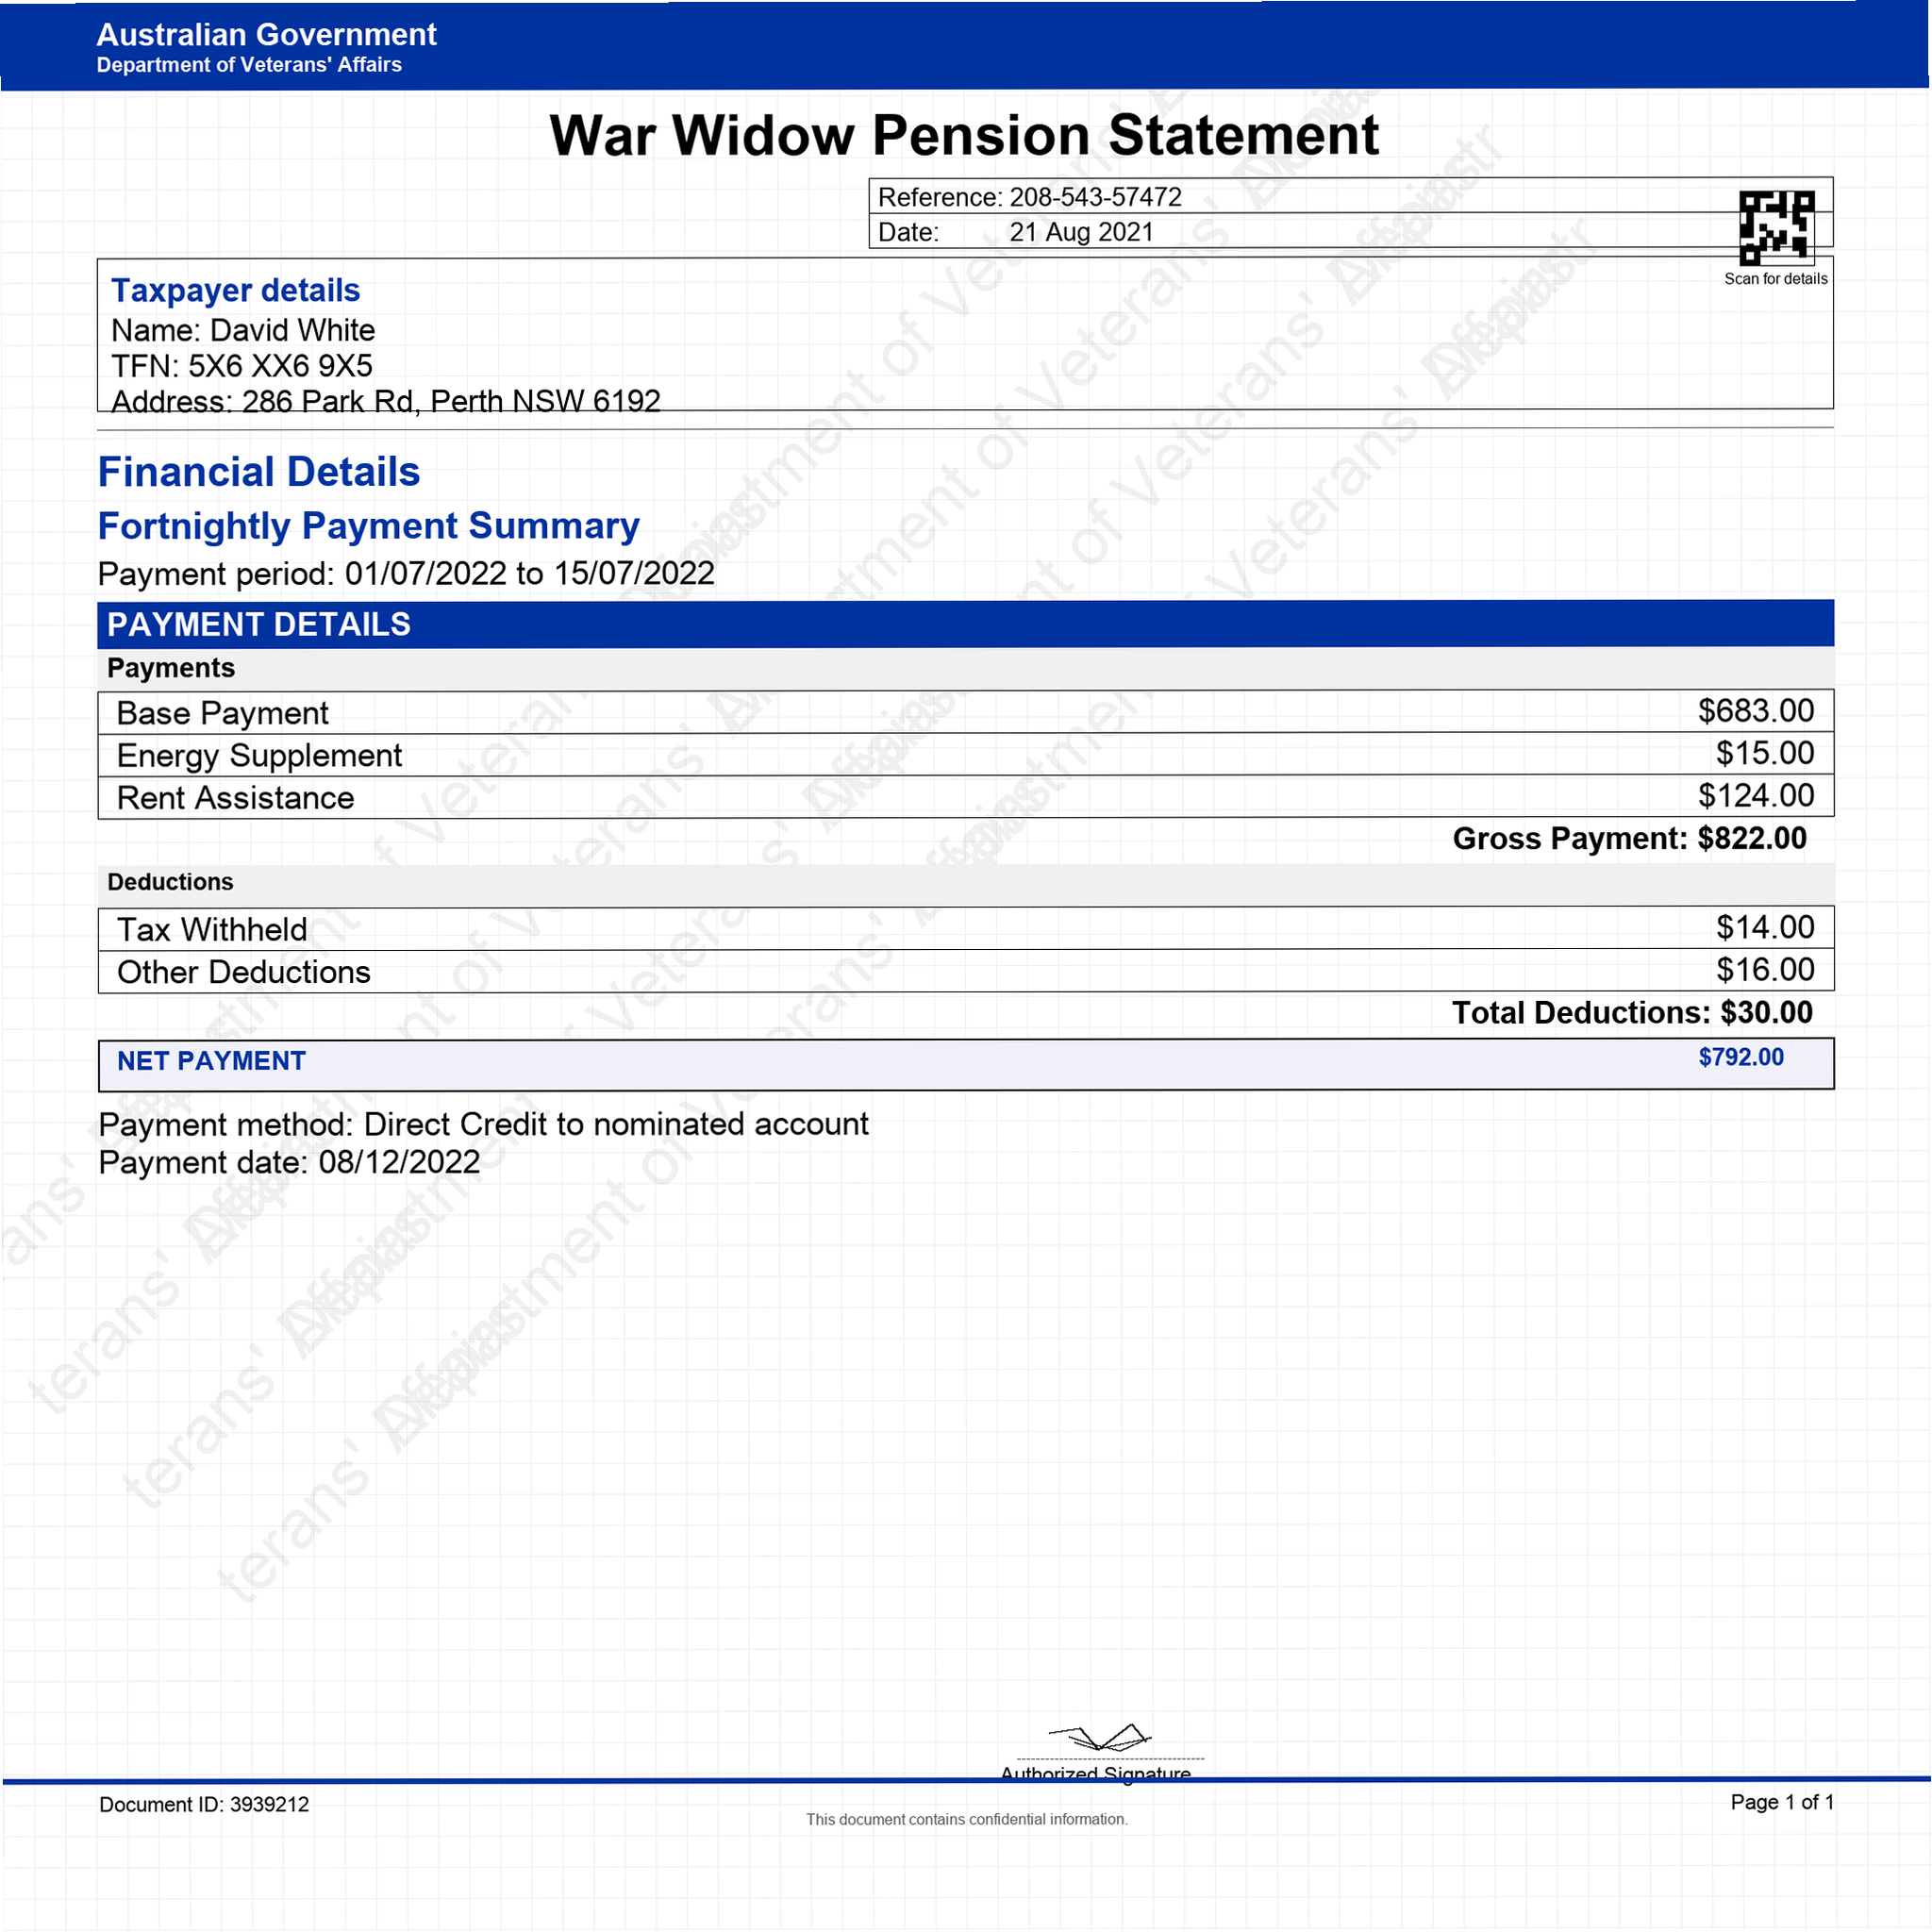 Australian Government
Department of Veterans' Affairs
War Widow Pension Statement
Reference: 208-543-57472
Date: 21 Aug 2021
Scan for details
Taxpayer details
Name: David White
TFN: 5X6 XX6 9X5
Address: 286 Park Rd, Perth NSW 6192
Financial Details
Fortnightly Payment Summary
Payment period: 01/07/2022 to 15/07/2022
PAYMENT DETAILS
Payments
Base Payment $683.00
Energy Supplement $15.00
Rent Assistance $124.00
Gross Payment: $822.00
Deductions
Tax Withheld $14.00
Other Deductions $16.00
Total Deductions: $30.00
NET PAYMENT $792.00
Payment method: Direct Credit to nominated account
Payment date: 08/12/2022
Authorized Signature
Document ID: 3939212
This document contains confidential information.
Page 1 of 1